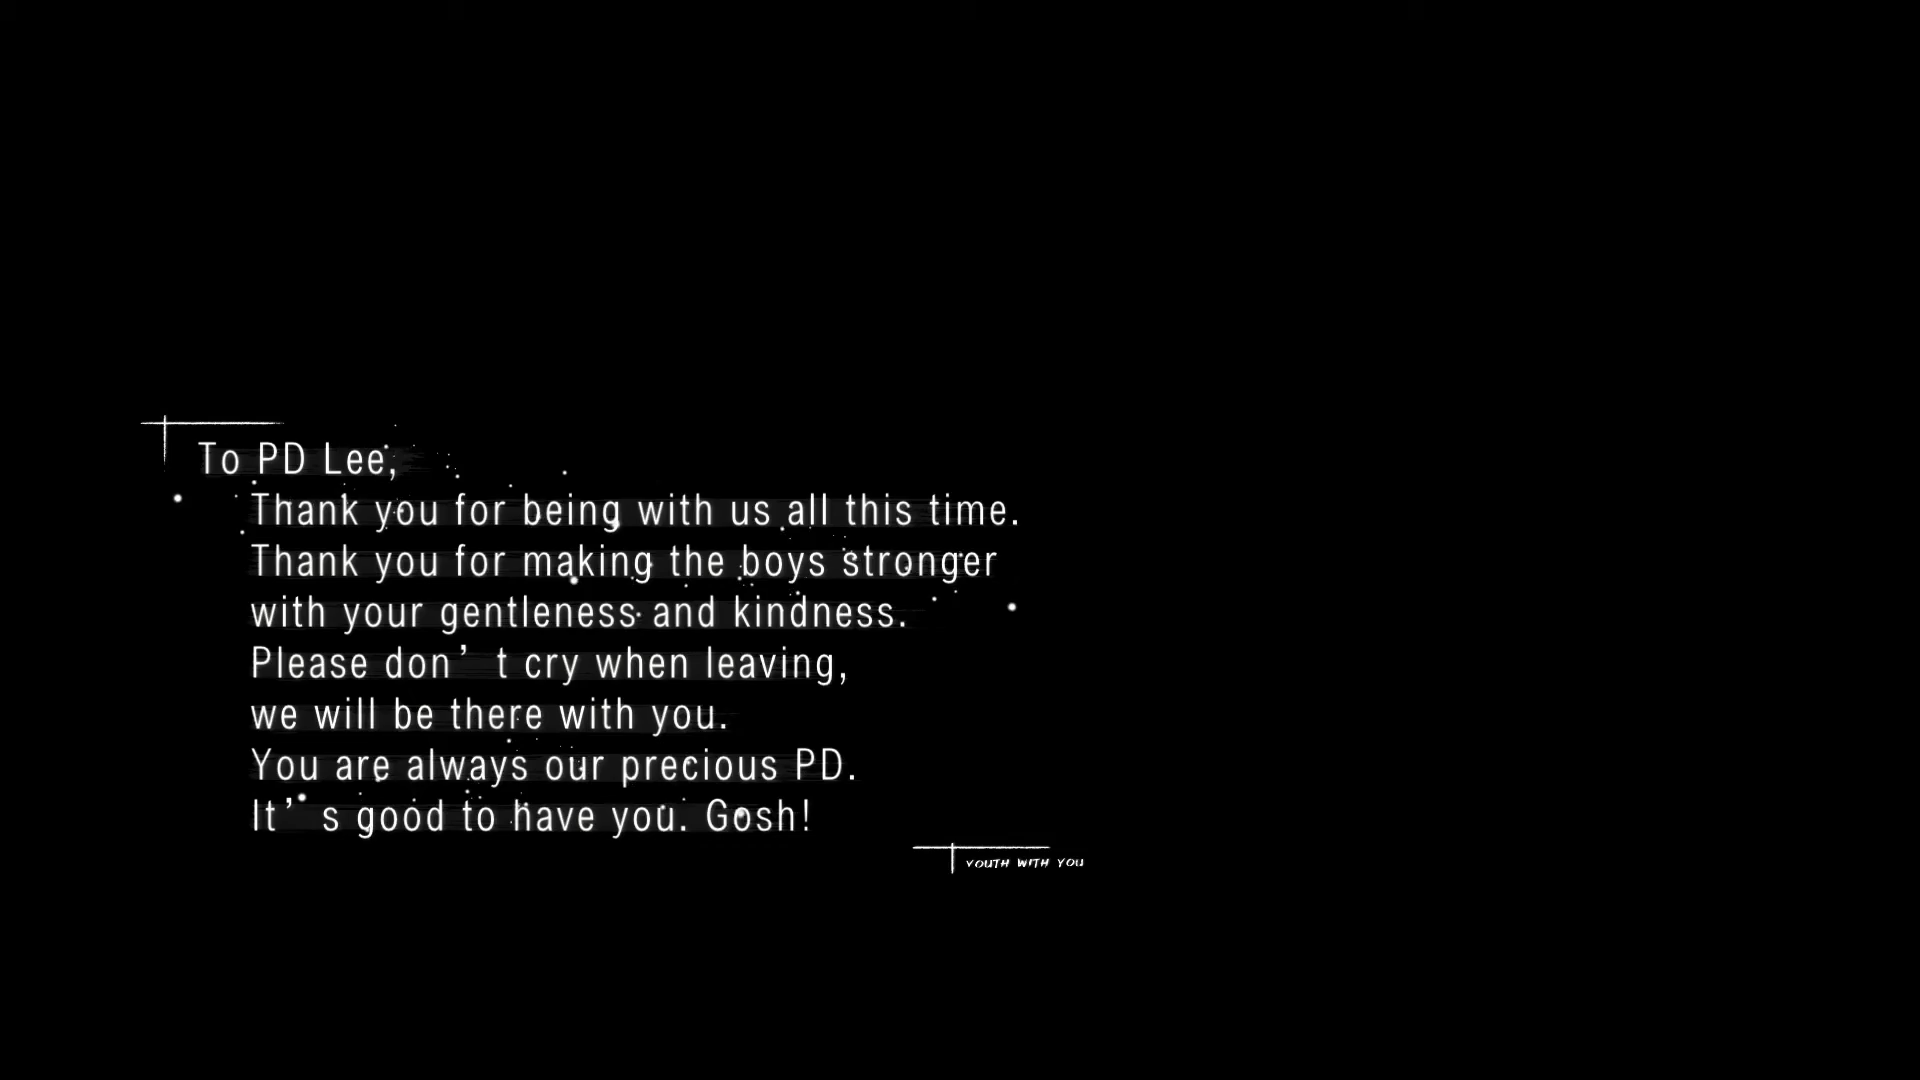 To PD Lee,
Thank you for being with us all this time.
Thank you for making the boys stronger
with your gentleness and kindness.
Please don’t cry when leaving,
we will be there with you.
You are always our precious PD.
It’s good to have you. Gosh!
YOUTH WITH YOU